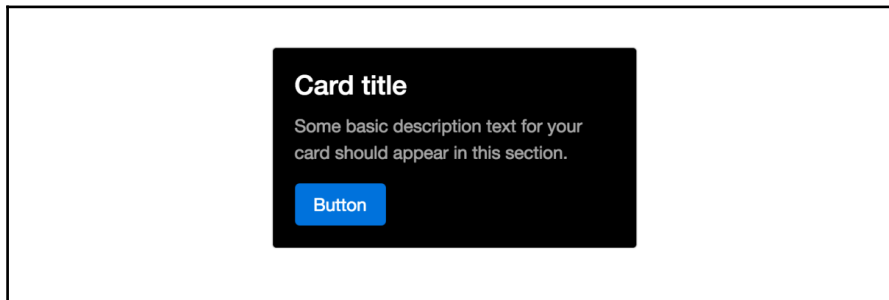 Card title
Some basic description text for your
card should appear in this section.
Button